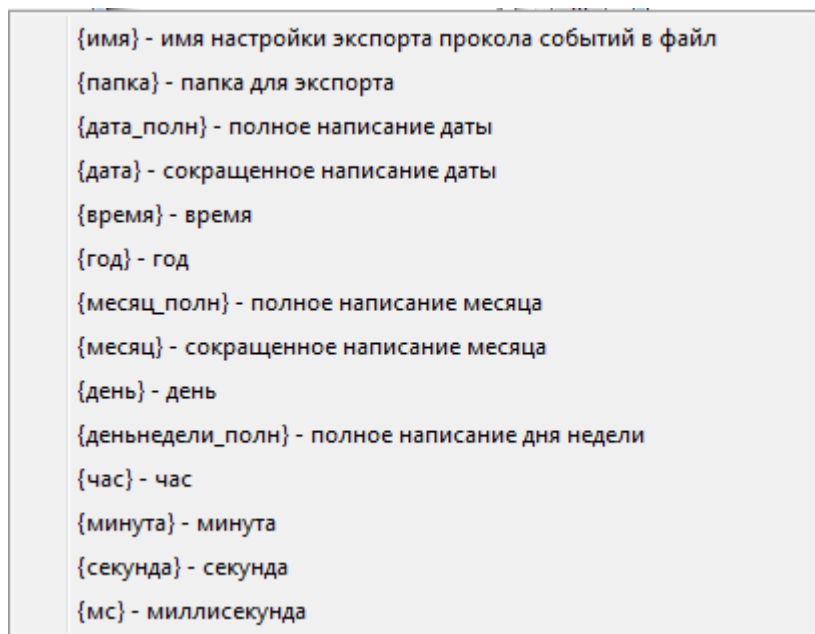 {имя} - имя настройки экспорта прокола событий в файл
{папка} - папка для экспорта
{дата_полн} - полное написание даты
{дата} - сокращенное написание даты
{время} - время
{год} - год
{месяц_полн} - полное написание месяца
{месяц} - сокращенное написание месяца
{день} - день
{деньнедели_полн} - полное написание дня недели
{час} - час
{минута} - минута
{секунда} - секунда
{мс} - миллисекунда